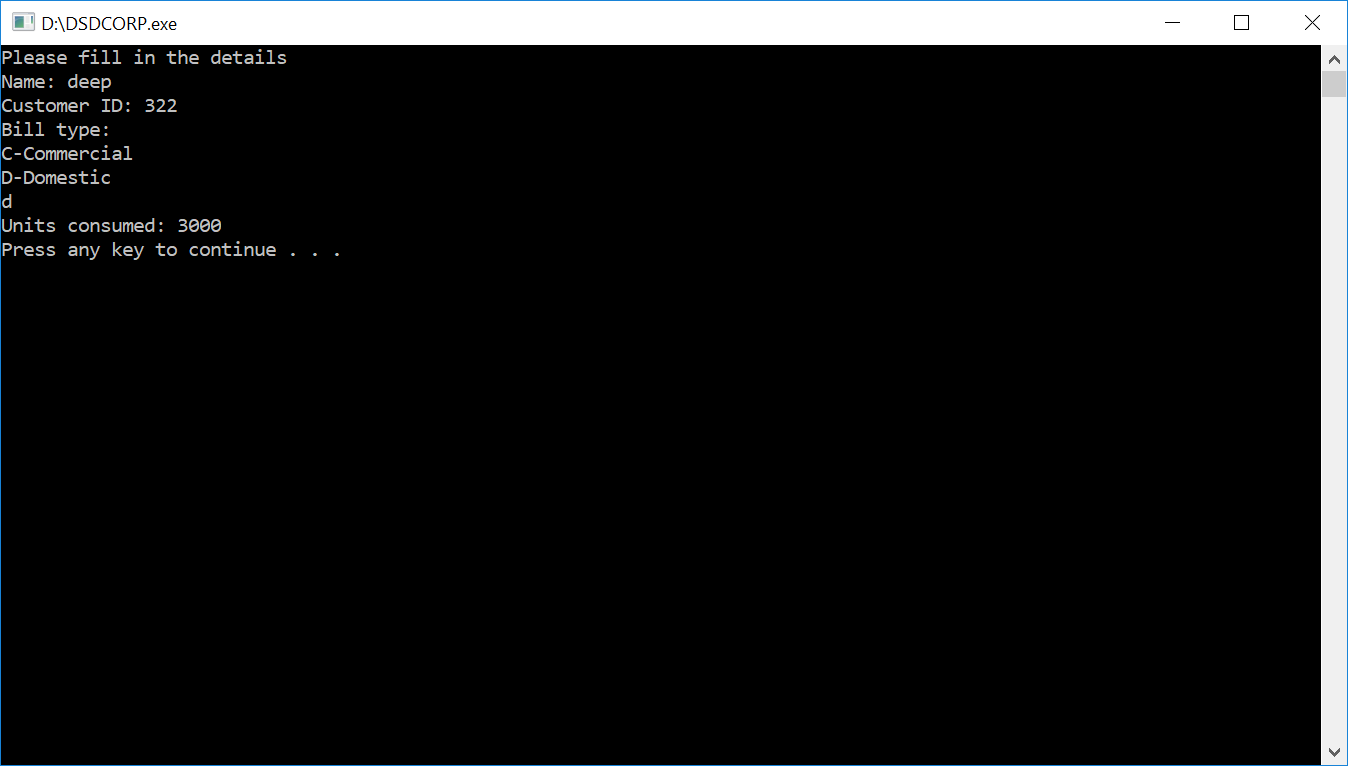 D:\DSDCORP.exe
Please fill in the details
Name: deep
Customer ID: 322
Bill type:
C-Commercial
D-Domestic
d
Units consumed: 3000
Press any key to continue . . .